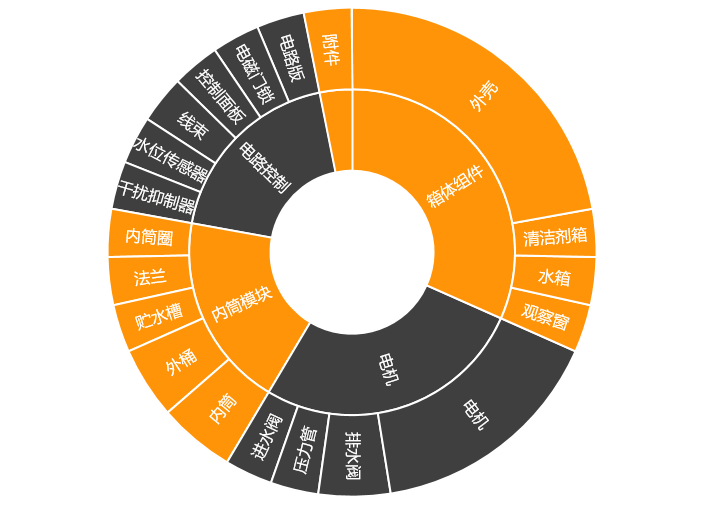 附件
外壳
箱体组件
清洁剂箱
水箱
观察窗
电机
电机
排水阀
压力管
进水阀
内筒模块
内筒
外桶
贮水槽
法兰
内筒圈
电路控制
干扰抑制器
水位传感器
线束
控制面板
电磁门锁
电路版